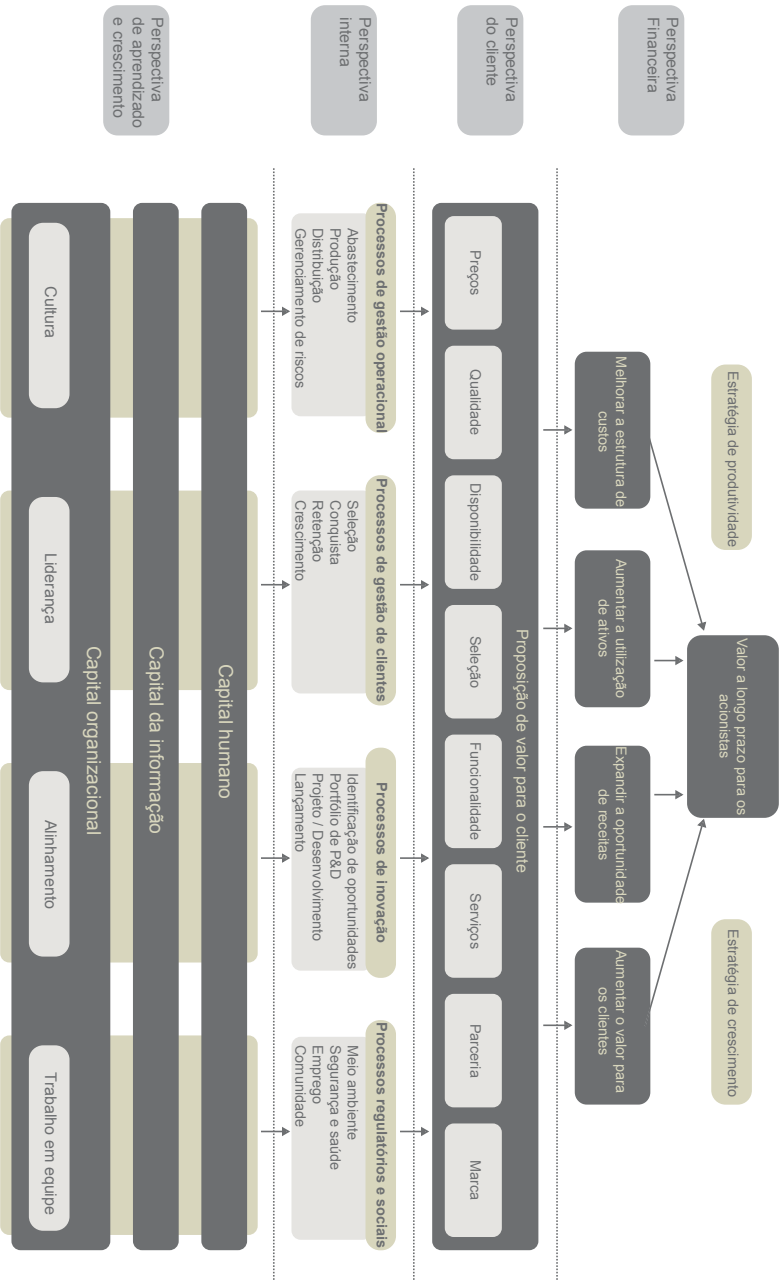 Estratégia de produtividade
Estratégia de crescimento
Valor a longo prazo para os
acionistas
Perspectiva
Financeira
Melhorar a estrutura de
custos
Aumentar a utilização
de ativos
Expandir a oportunidade
de receitas
Aumentar o valor para
os clientes
Perspectiva
do cliente
Proposição de valor para o cliente
Preços
Qualidade
Disponibilidade
Seleção
Funcionalidade
Serviços
Parceria
Marca
Perspectiva
interna
Processos de gestão operacional
Abastecimento
Produção
Distribuição
Gerenciamento de riscos
Processos de gestão de clientes
Seleção
Conquista
Retenção
Crescimento
Processos de inovação
Identificação de oportunidades
Portfólio de P&D
Projeto / Desenvolvimento
Lançamento
Processos regulatórios e sociais
Meio ambiente
Segurança e saúde
Emprego
Comunidade
Perspectiva
de aprendizado
e crescimento
Capital humano
Capital da informação
Capital organizacional
Cultura
Liderança
Alinhamento
Trabalho em equipe